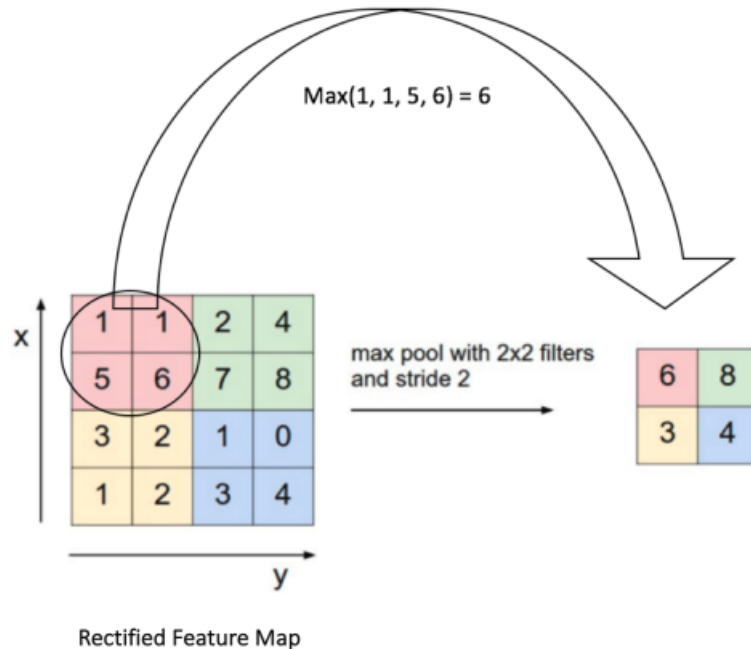 Max(1, 1, 5, 6) = 6
x
1 1 2 4
5 6 7 8
3 2 1 0
1 2 3 4
y
max pool with 2x2 filters
and stride 2
6 8
3 4
Rectified Feature Map